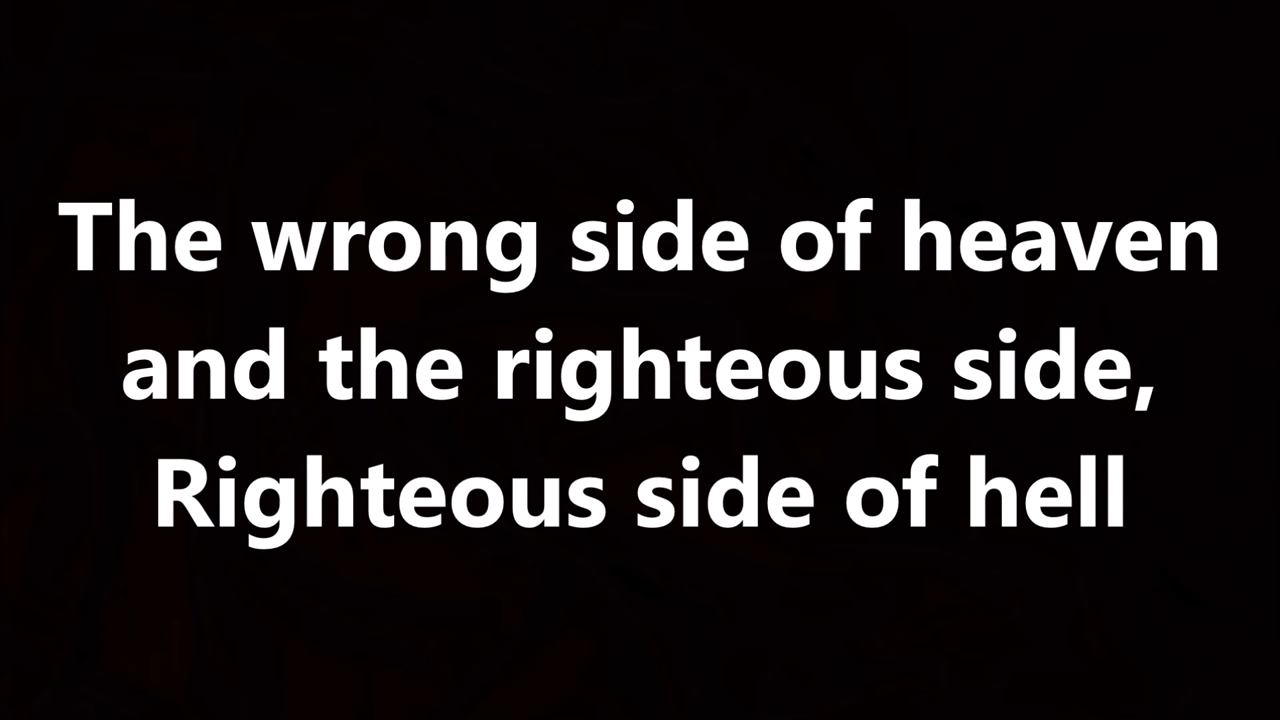 The wrong side of heaven
and the righteous side,
Righteous side of hell